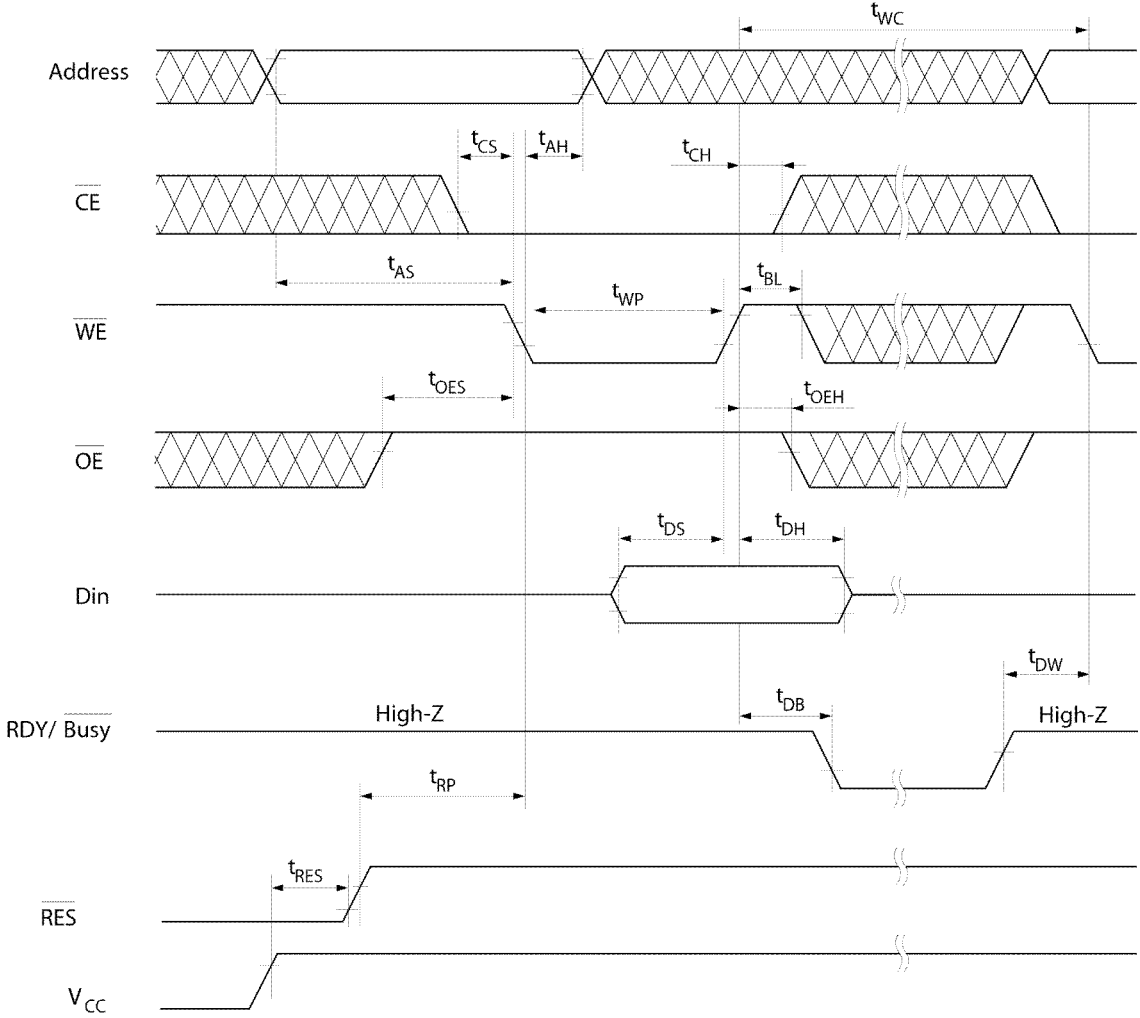 tWC
Address
tCS
tAH
tCH
CE
tAS
tWP
tBL
WE
tOES
tOEH
OE
tDS
tDH
Din
tDW
High-Z
tDB
High-Z
RDY/ Busy
tRP
tRES
RES
VCC